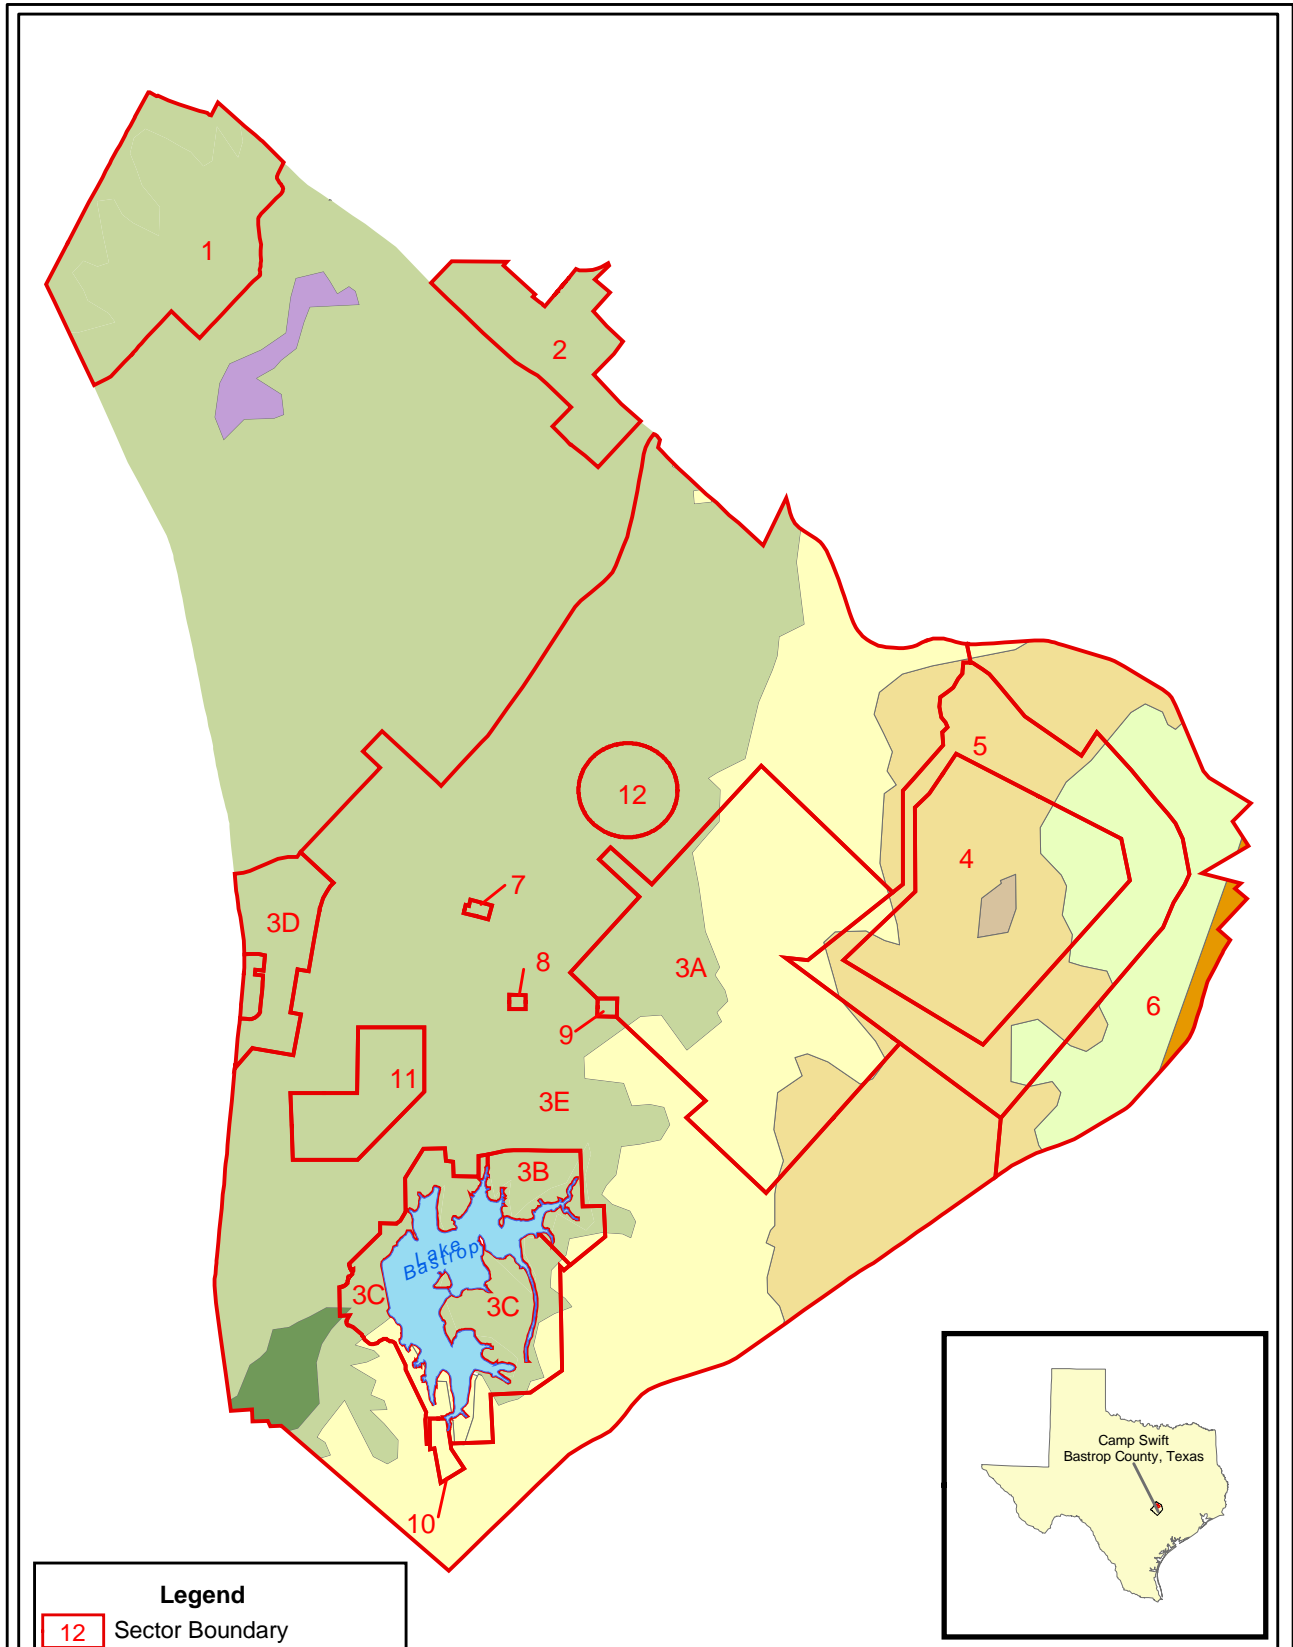 1
2
12
5
4
7
3D
8
3A
9
6
11
3E
3B
Lake
Bastrop
3C
3C
10
Camp Swift
Bastrop County, Texas
Legend
12 Sector Boundary